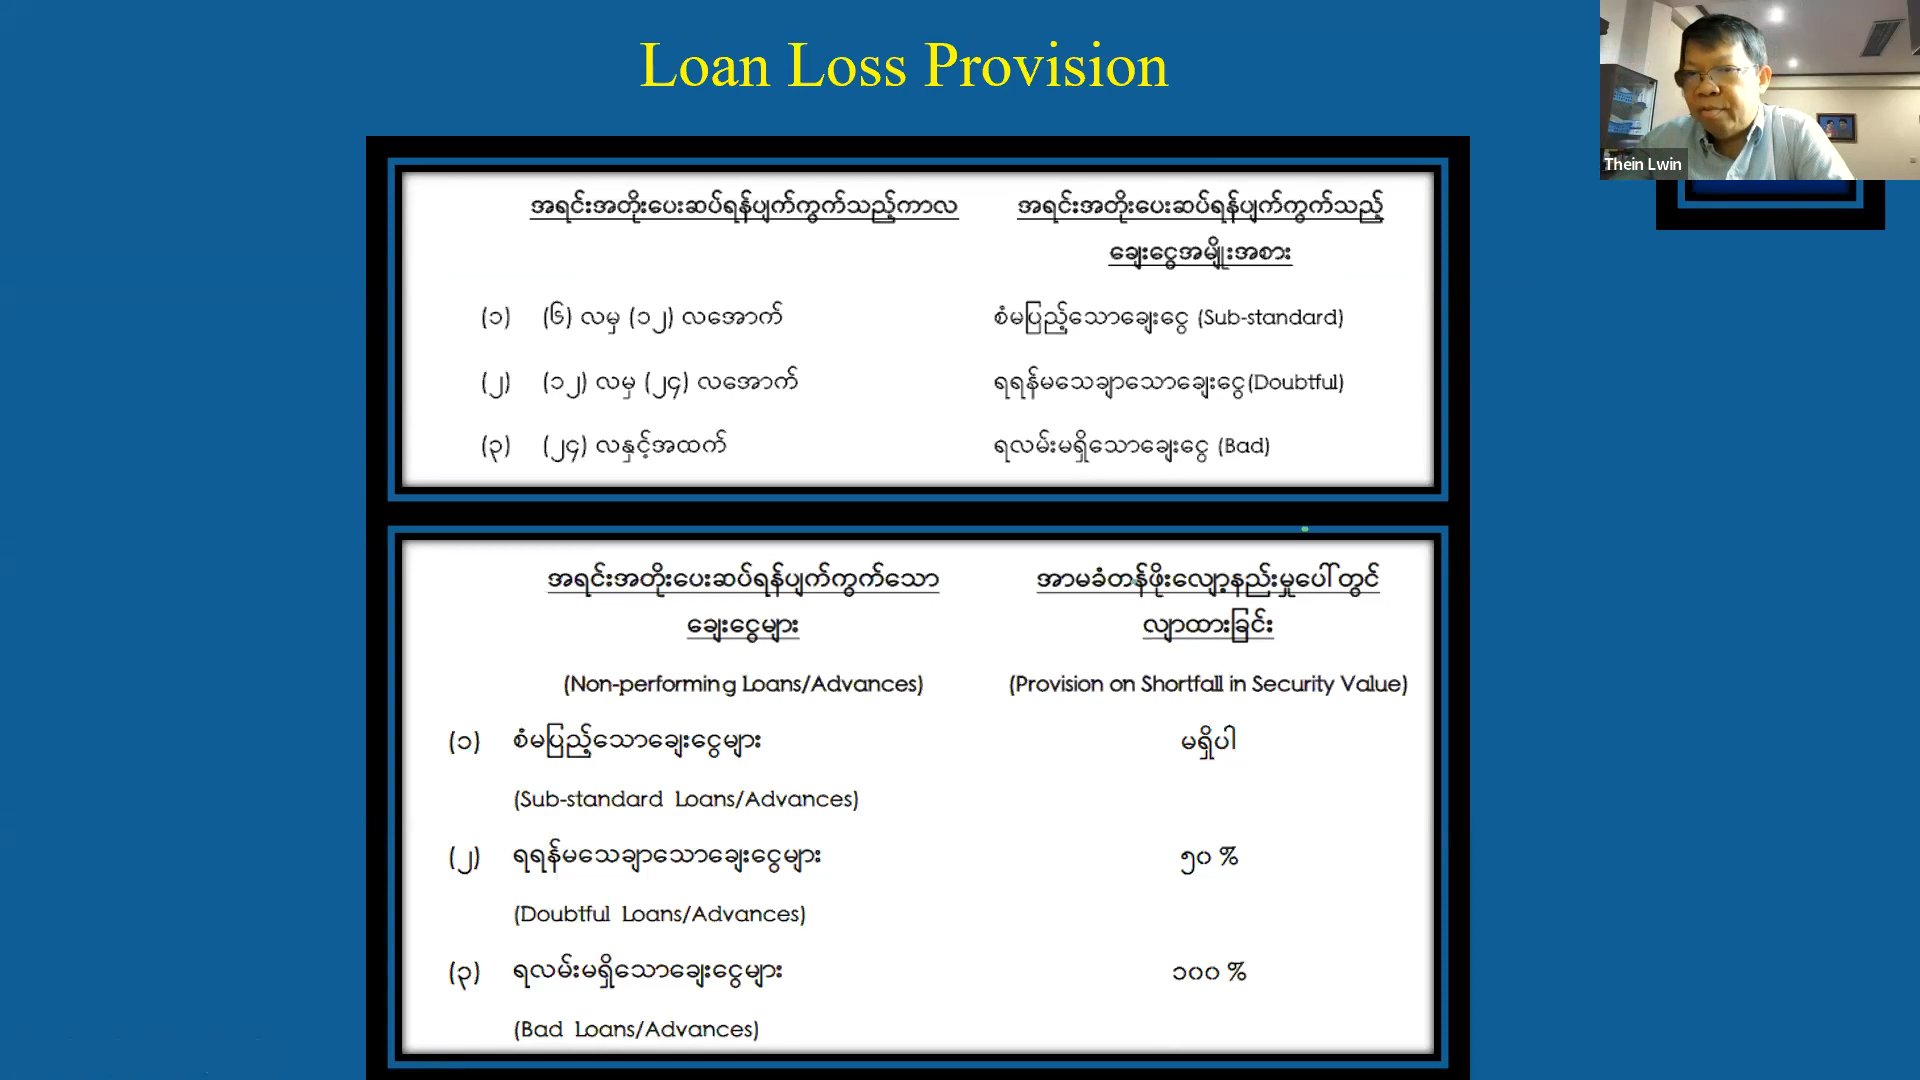 Loan Loss Provision
Thein Lwin
အရင်းအတိုးပေးဆပ်ရန်ပျက်ကွက်သည့်ကာလ
အရင်းအတိုးပေးဆပ်ရန်ပျက်ကွက်သည့်
ချေးငွေအမျိုးအစား
(၁) (၆) လမှ (၁၂) လအောက်
စံမပြည့်သောချေးငွေ (Sub-standard)
(၂) (၁၂) လမှ (၂၄) လအောက်
ရရန်မသေချာသောချေးငွေ(Doubtful)
(၃) (၂၄) လနှင့်အထက်
ရလမ်းမရှိသောချေးငွေ (Bad)
အရင်းအတိုးပေးဆပ်ရန်ပျက်ကွက်သော
ချေးငွေများ
အာမခံတန်ဖိုးလျော့နည်းမှုပေါ်တွင်
လျာထားခြင်း
(Non-performing Loans/Advances)
(Provision on Shortfall in Security Value)
(၁) စံမပြည့်သောချေးငွေများ
မရှိပါ
(Sub-standard Loans/Advances)
(၂) ရရန်မသေချာသောချေးငွေများ
၅၀ %
(Doubtful Loans/Advances)
(၃) ရလမ်းမရှိသောချေးငွေများ
၁၀၀ %
(Bad Loans/Advances)